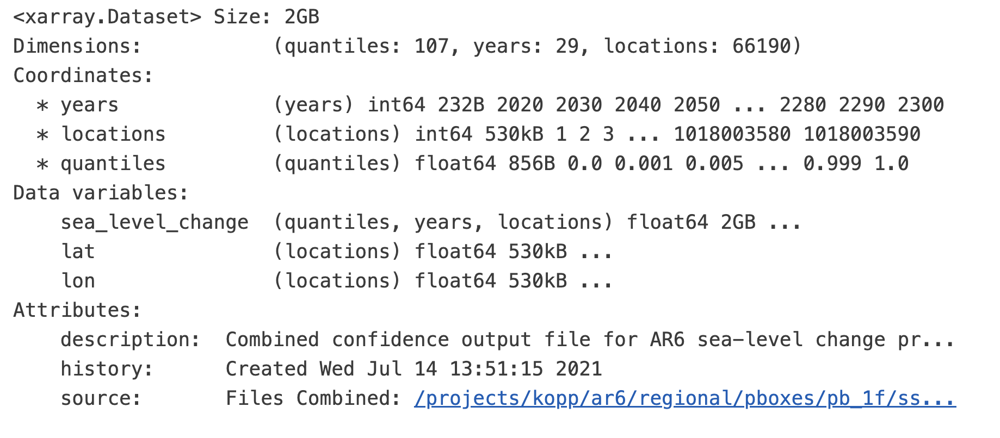 <xarray.Dataset> Size: 2GB
Dimensions:           (quantiles: 107, years: 29, locations: 66190)
Coordinates:
  * years             (years) int64 232B 2020 2030 2040 2050 ... 2280 2290 2300
  * locations         (locations) int64 530kB 1 2 3 ... 1018003580 1018003590
  * quantiles         (quantiles) float64 856B 0.0 0.001 0.005 ... 0.999 1.0
Data variables:
    sea_level_change  (quantiles, years, locations) float64 2GB ...
    lat               (locations) float64 530kB ...
    lon               (locations) float64 530kB ...
Attributes:
    description:  Combined confidence output file for AR6 sea-level change pr...
    history:      Created Wed Jul 14 13:51:15 2021
    source:       Files Combined: /projects/kopp/ar6/regional/pboxes/pb_1f/ss...